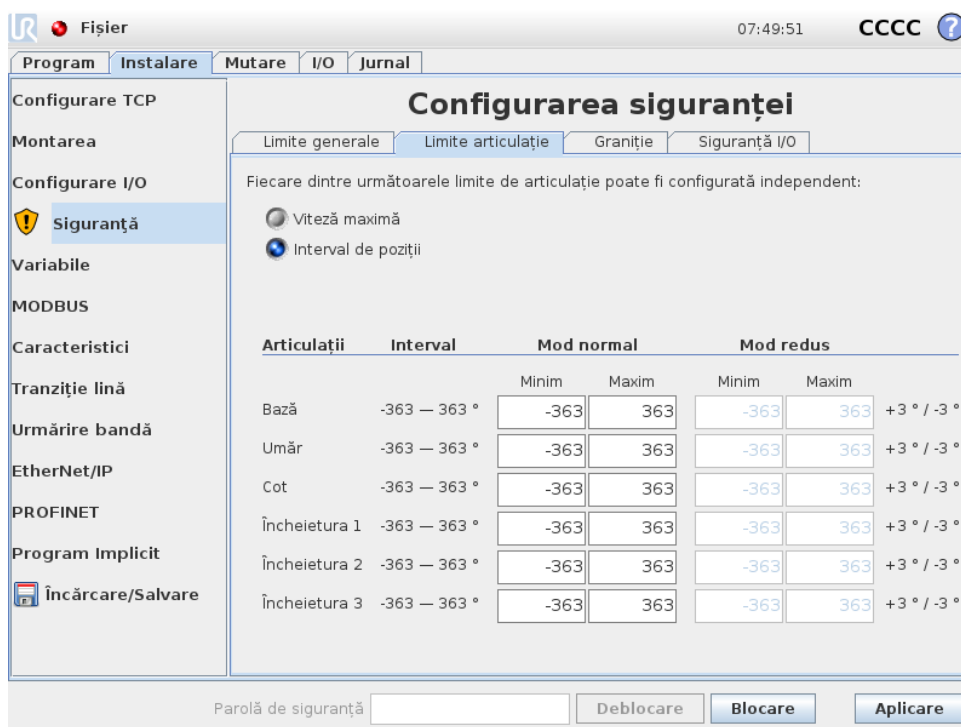 UR Fișier 07:49:51 CCCC ?
Program Instalare Mutare I/O Jurnal
Configurare TCP
Montarea
Configurare I/O
Siguranță
Variabile
MODBUS
Caracteristici
Tranziție lină
Urmărire bandă
EtherNet/IP
PROFINET
Program Implicit
Încărcare/Salvare
Configurarea siguranței
Limite generale Limite articulație Graniție Siguranță I/O
Fiecare dintre următoarele limite de articulație poate fi configurată independent:
Viteză maximă
Interval de poziții
Articulații Interval Mod normal Mod redus
Minim Maxim Minim Maxim
Bază -363 — 363 ° -363 363 -363 363 +3 ° / -3 °
Umăr -363 — 363 ° -363 363 -363 363 +3 ° / -3 °
Cot -363 — 363 ° -363 363 -363 363 +3 ° / -3 °
Încheietura 1 -363 — 363 ° -363 363 -363 363 +3 ° / -3 °
Încheietura 2 -363 — 363 ° -363 363 -363 363 +3 ° / -3 °
Încheietura 3 -363 — 363 ° -363 363 -363 363 +3 ° / -3 °
Parolă de siguranță Deblocare Blocare Aplicare